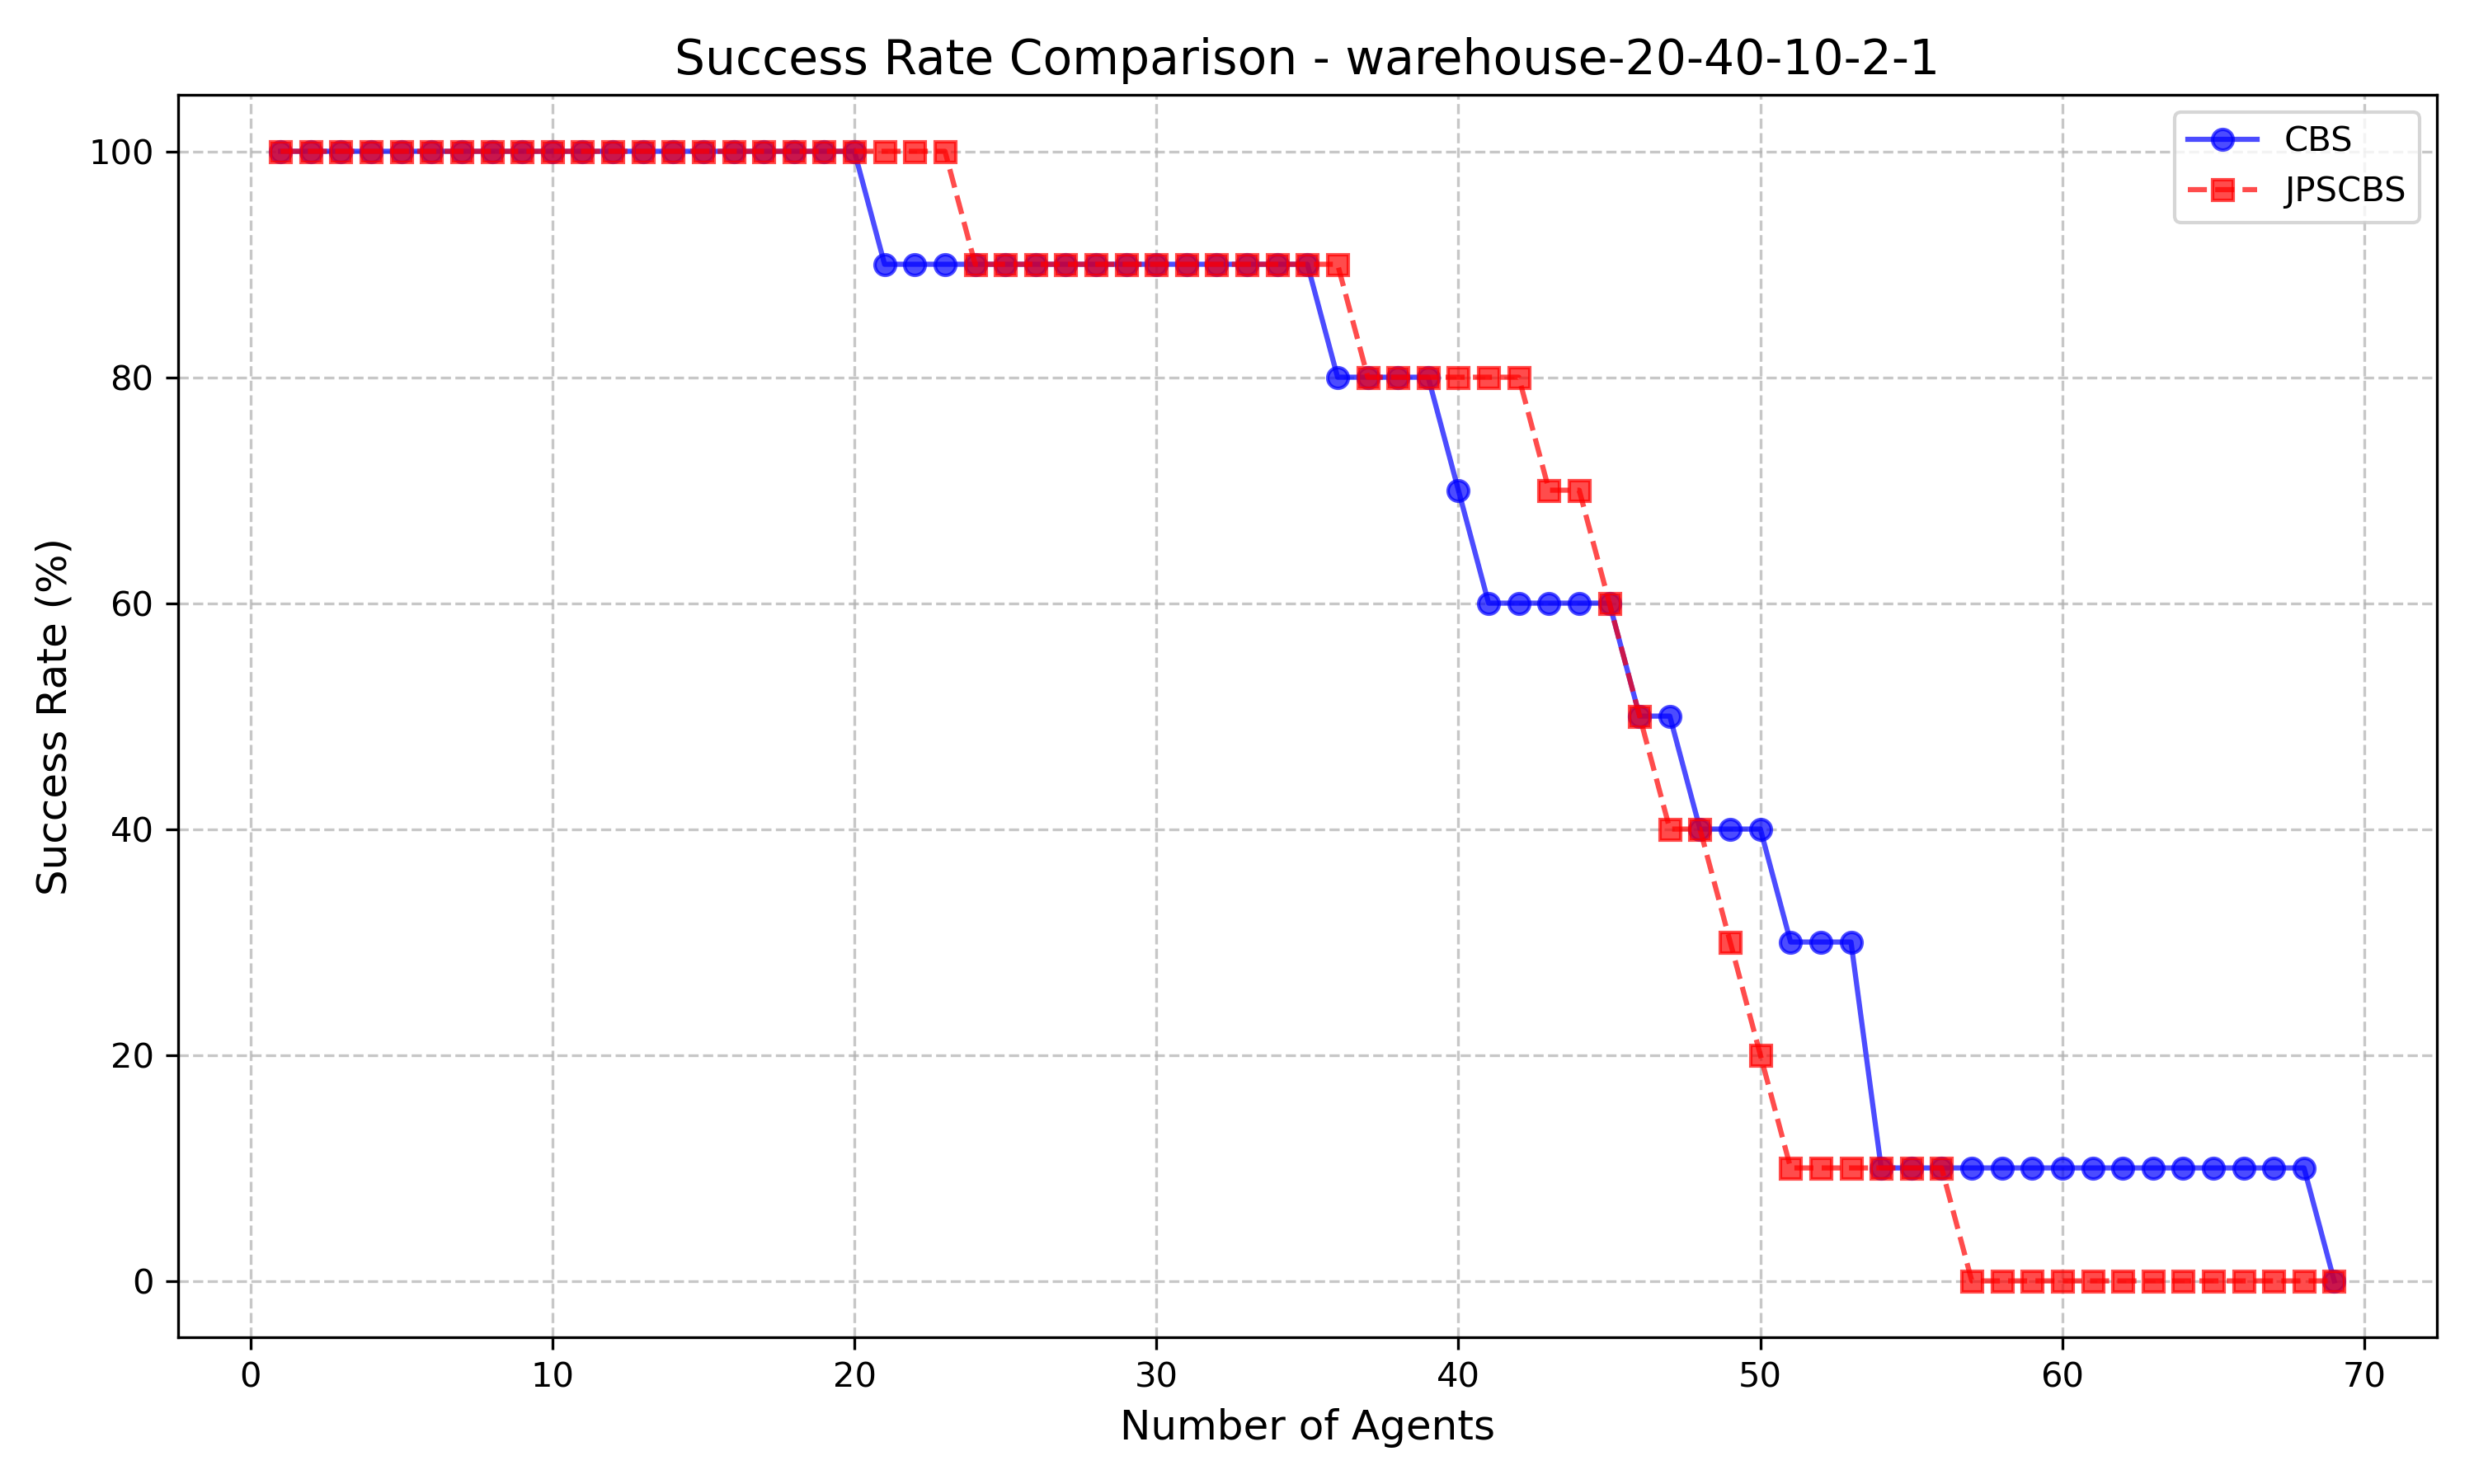 Success Rate Comparison - warehouse-20-40-10-2-1
CBS
JPSCBS
Success Rate (%)
100
80
60
40
20
0
0 10 20 30 40 50 60 70
Number of Agents